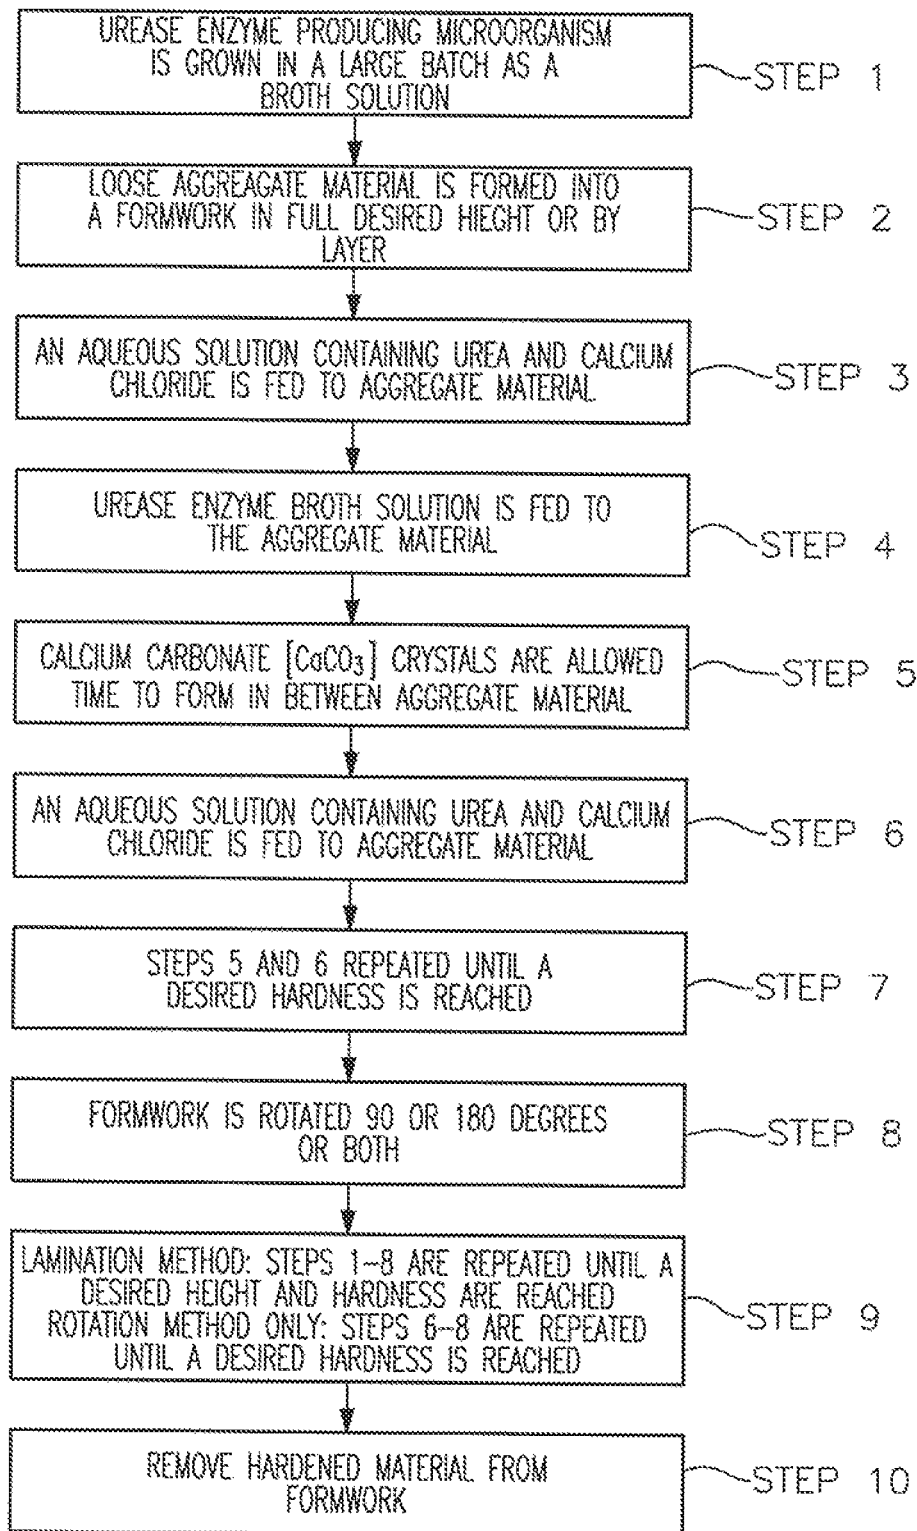 UREASE ENZYME PRODUCING MICROORGANISM
IS GROWN IN A LARGE BATCH AS A
BROTH SOLUTION
STEP 1
LOOSE AGGREAGATE MATERIAL IS FORMED INTO
A FORMWORK IN FULL DESIRED HIEGHT OR BY
LAYER
STEP 2
AN AQUEOUS SOLUTION CONTAINING UREA AND CALCIUM
CHLORIDE IS FED TO AGGREGATE MATERIAL
STEP 3
UREASE ENZYME BROTH SOLUTION IS FED TO
THE AGGREGATE MATERIAL
STEP 4
CALCIUM CARBONATE [CaCO₃] CRYSTALS ARE ALLOWED
TIME TO FORM IN BETWEEN AGGREGATE MATERIAL
STEP 5
AN AQUEOUS SOLUTION CONTAINING UREA AND CALCIUM
CHLORIDE IS FED TO AGGREGATE MATERIAL
STEP 6
STEPS 5 AND 6 REPEATED UNTIL A
DESIRED HARDNESS IS REACHED
STEP 7
FORMWORK IS ROTATED 90 OR 180 DEGREES
OR BOTH
STEP 8
LAMINATION METHOD: STEPS 1-8 ARE REPEATED UNTIL A
DESIRED HEIGHT AND HARDNESS ARE REACHED
ROTATION METHOD ONLY: STEPS 6-8 ARE REPEATED
UNTIL A DESIRED HARDNESS IS REACHED
STEP 9
REMOVE HARDENED MATERIAL FROM
FORMWORK
STEP 10